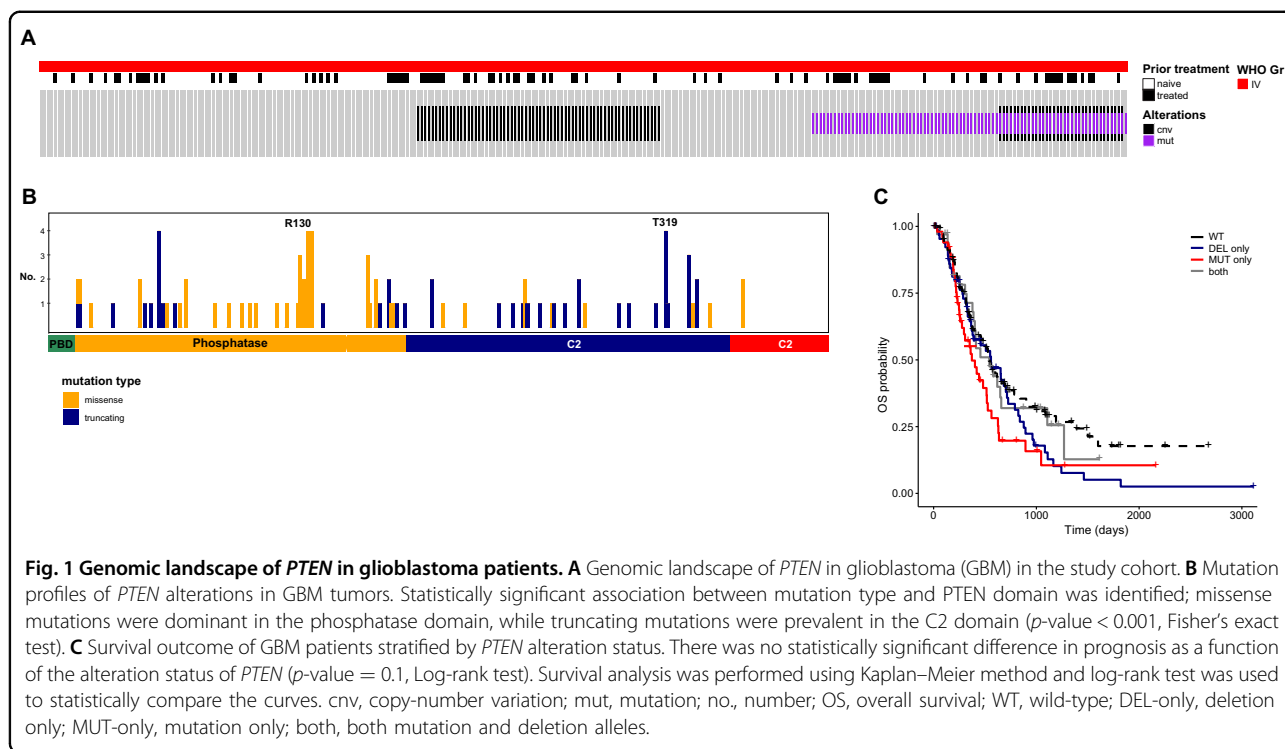 A
Prior treatment
naive
treated
WHO Gr
IV
Alterations
cnv
mut
B
R130
T319
4
3
2
1
No.
PBD
Phosphatase
C2
C2
mutation type
missense
truncating
C
1.00
0.75
0.50
0.25
0.00
OS probability
0
1000
2000
3000
Time (days)
WT
DEL only
MUT only
both
Fig. 1 Genomic landscape of PTEN in glioblastoma patients. A Genomic landscape of PTEN in glioblastoma (GBM) in the study cohort. B Mutation
profiles of PTEN alterations in GBM tumors. Statistically significant association between mutation type and PTEN domain was identified; missense
mutations were dominant in the phosphatase domain, while truncating mutations were prevalent in the C2 domain (p-value < 0.001, Fisher's exact
test). C Survival outcome of GBM patients stratified by PTEN alteration status. There was no statistically significant difference in prognosis as a function
of the alteration status of PTEN (p-value = 0.1, Log-rank test). Survival analysis was performed using Kaplan–Meier method and log-rank test was used
to statistically compare the curves. cnv, copy-number variation; mut, mutation; no., number; OS, overall survival; WT, wild-type; DEL-only, deletion
only; MUT-only, mutation only; both, both mutation and deletion alleles.